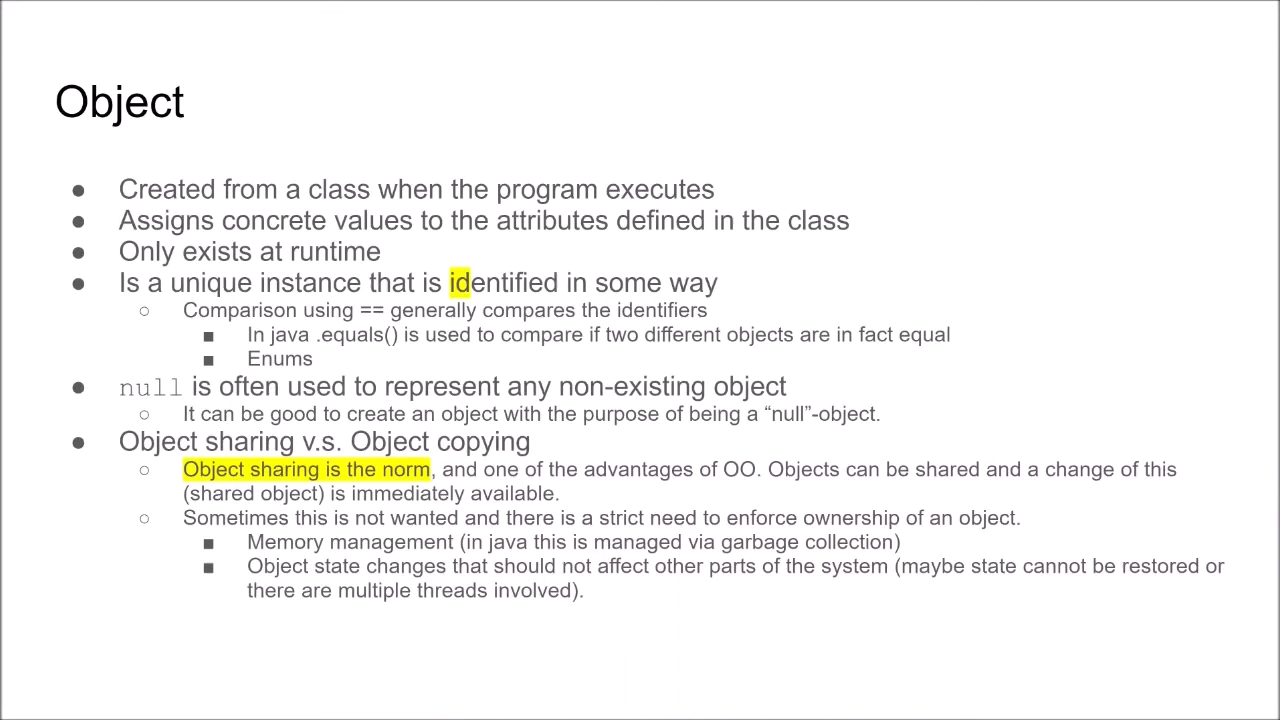 Object
● Created from a class when the program executes
● Assigns concrete values to the attributes defined in the class
● Only exists at runtime
● Is a unique instance that is identified in some way
○ Comparison using == generally compares the identifiers
■ In java .equals() is used to compare if two different objects are in fact equal
■ Enums
● null is often used to represent any non-existing object
○ It can be good to create an object with the purpose of being a “null”-object.
● Object sharing v.s. Object copying
○ Object sharing is the norm, and one of the advantages of OO. Objects can be shared and a change of this
(shared object) is immediately available.
○ Sometimes this is not wanted and there is a strict need to enforce ownership of an object.
■ Memory management (in java this is managed via garbage collection)
■ Object state changes that should not affect other parts of the system (maybe state cannot be restored or
there are multiple threads involved).